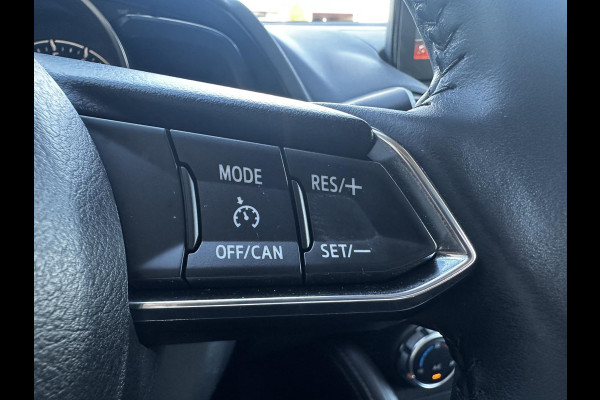 MODE
RES/+
OFF/CAN
SET/-